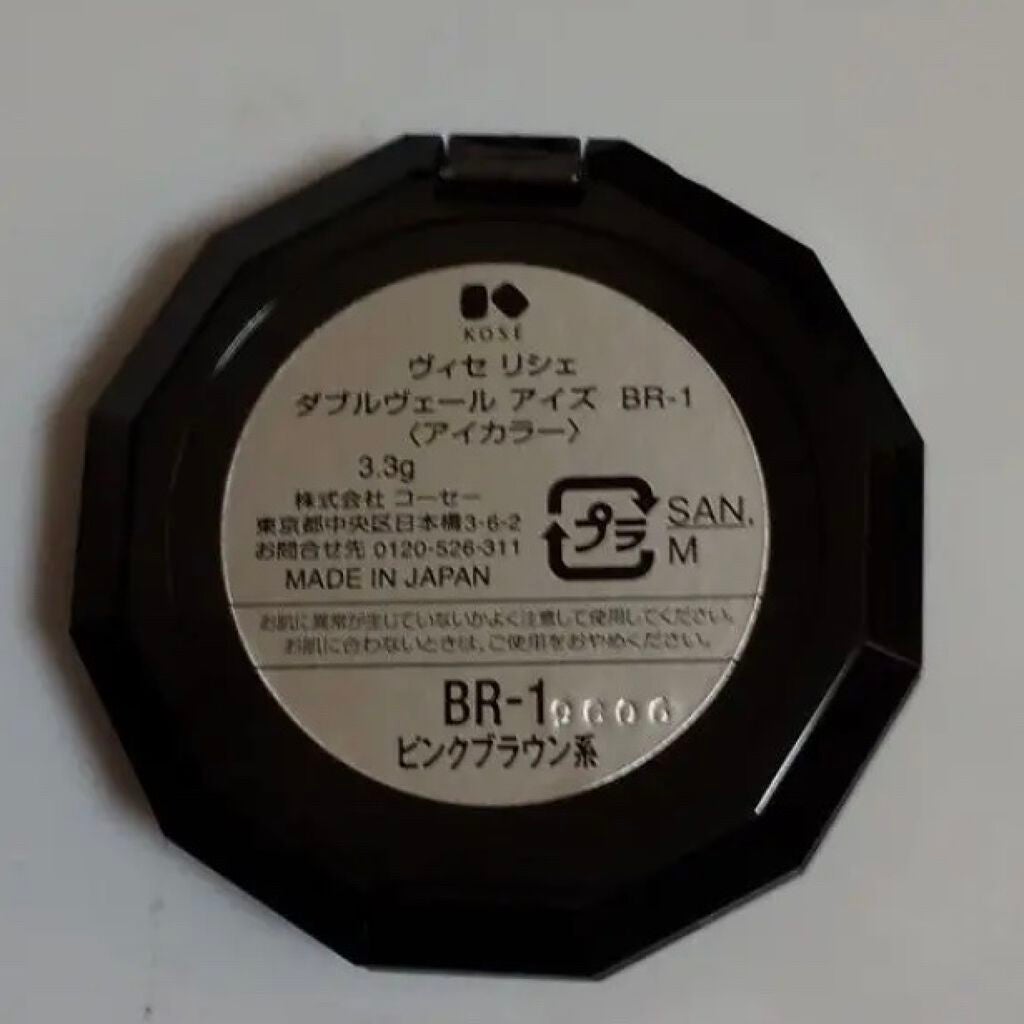 KOSÉ
ヴィセ リシェ
ダブルヴェール アイズ BR-1
〈アイカラー〉
3.3g
株式会社 コーセー
東京都中央区日本橋3-6-2
お問合せ先 0120-526-311
MADE IN JAPAN
プラ
SAN.
M
お肌に異常が生じていないかよく注意して使用してください。
お肌に合わないときは、ご使用をおやめください。
BR-1
ピンクブラウン系